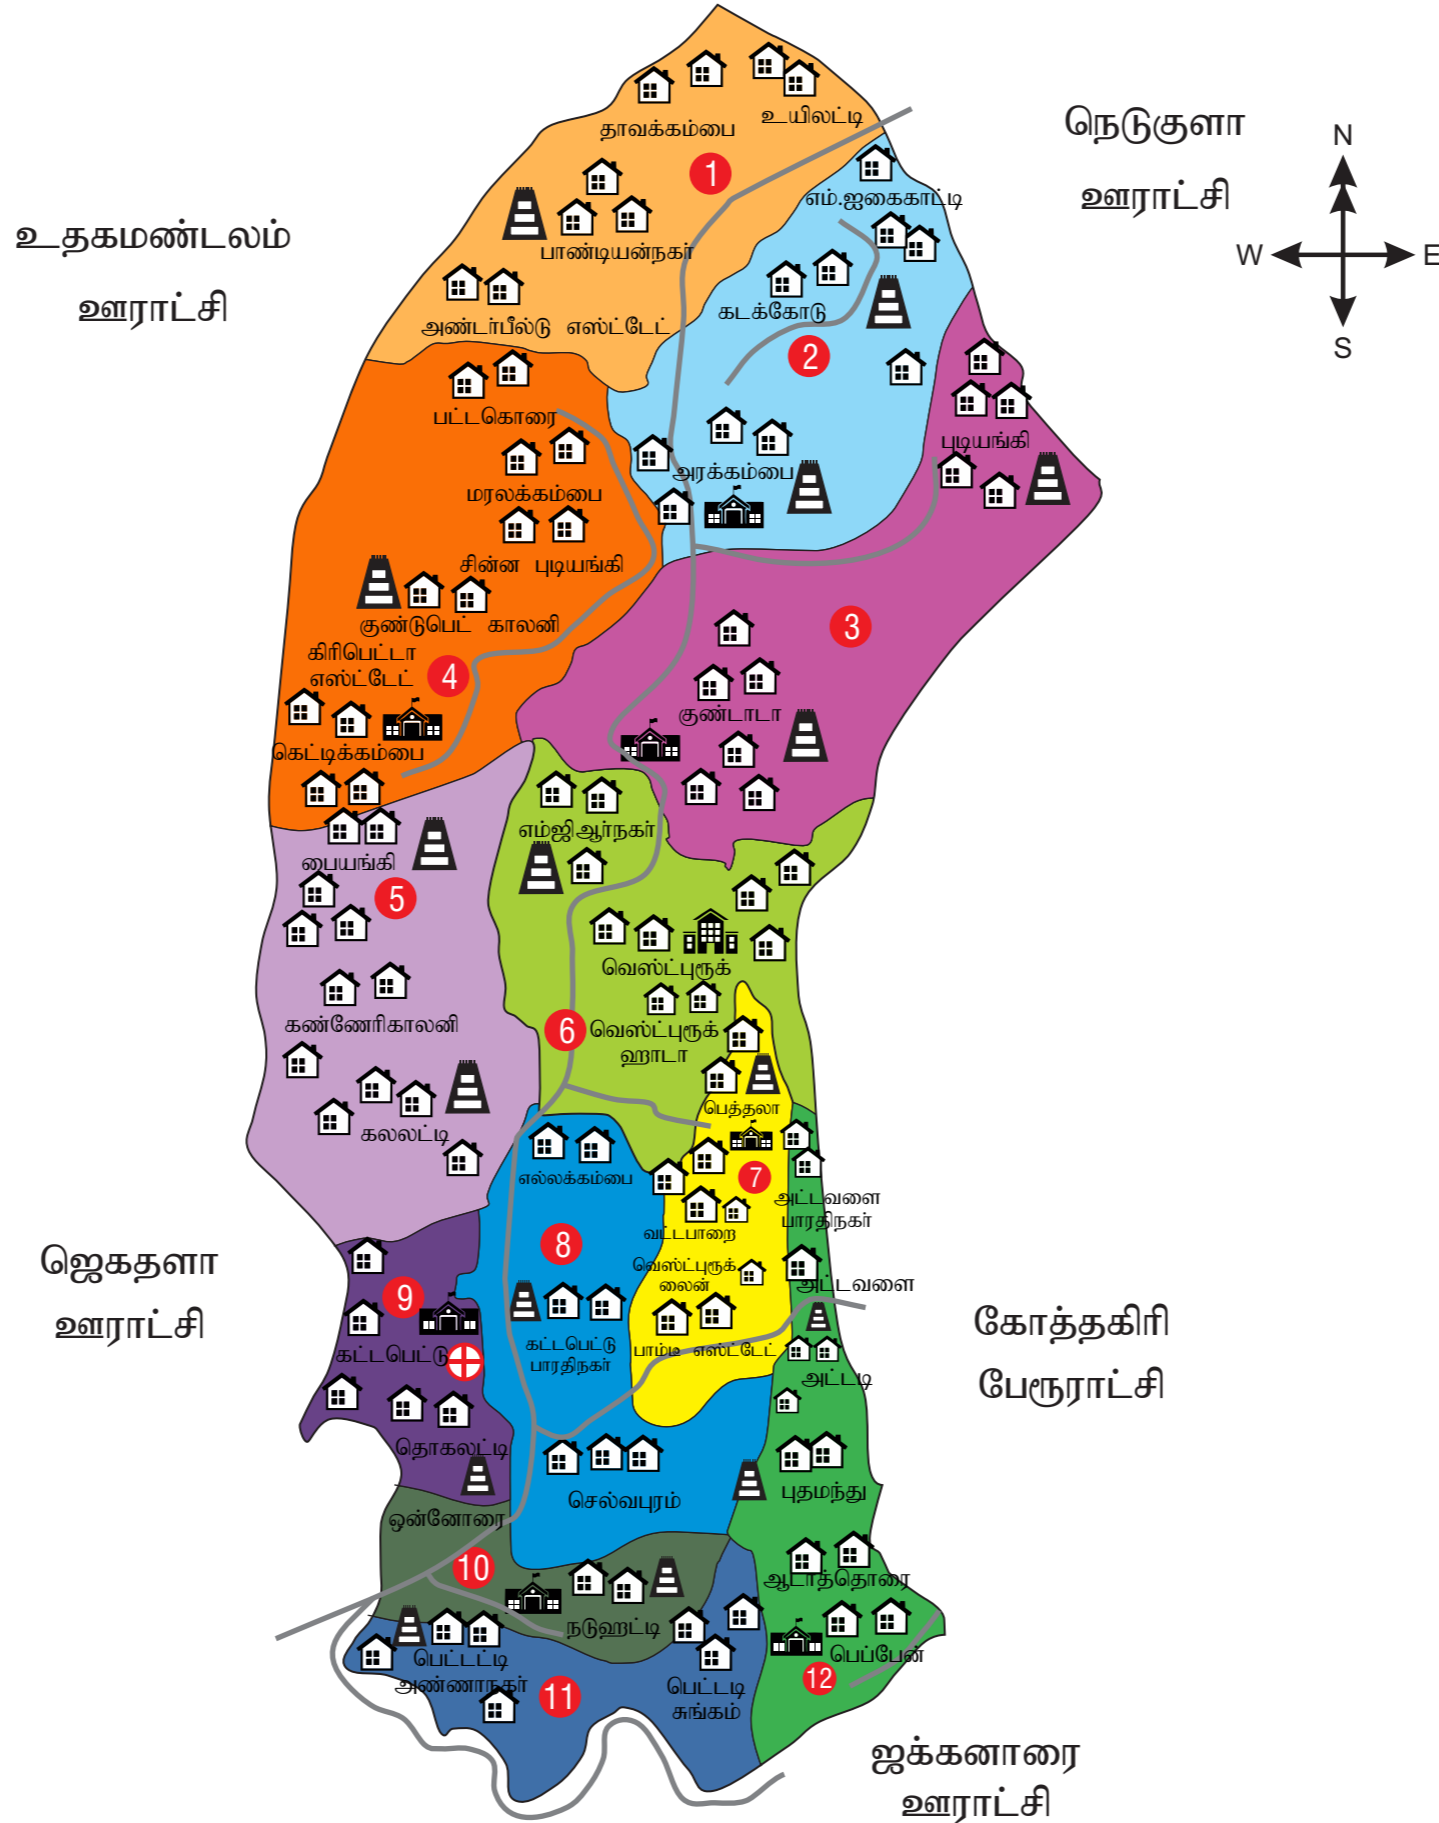 உயிலட்டி
தாவக்கம்பை
நெடுகுளா
ஊராட்சி
N
W
E
S
1
எம்.ஐகைகாட்டி
உதகமண்டலம்
ஊராட்சி
பாண்டியன்நகர்
கடக்கோடு
அண்டர்பீல்டு எஸ்ட்டேட்
2
பட்டகொரை
புடியங்கி
அரக்கம்பை
மரலக்கம்பை
சின்ன புடியங்கி
குண்டுபெட் காலனி
3
கிரிபெட்டா
எஸ்ட்டேட்
4
குண்டாடா
கெட்டிக்கம்பை
எம்ஜிஆர்நகர்
பையங்கி
5
வெஸ்ட்புரூக்
கண்ணேரிகாலனி
6
வெஸ்ட்புரூக்
ஹாடா
பெத்தலா
கலலட்டி
எல்லக்கம்பை
7
அட்டவளை
பாரதிநகர்
வட்டபாறை
8
ஜெகதளா
ஊராட்சி
வெஸ்ட்புரூக்
லைன்
அட்டவளை
9
கட்டபெட்டு
கட்டபெட்டு
பாரதிநகர்
பாம்டி எஸ்ட்டேட்
கோத்தகிரி
பேரூராட்சி
அட்டடி
தொகலட்டி
செல்வபுரம்
புதமந்து
ஒன்னோரை
10
ஆடாத்தொரை
நடுஹட்டி
பெப்பேன்
12
பெட்டட்டி
அண்ணாநகர்
11
பெட்டடி
சுங்கம்
ஜக்கனாரை
ஊராட்சி